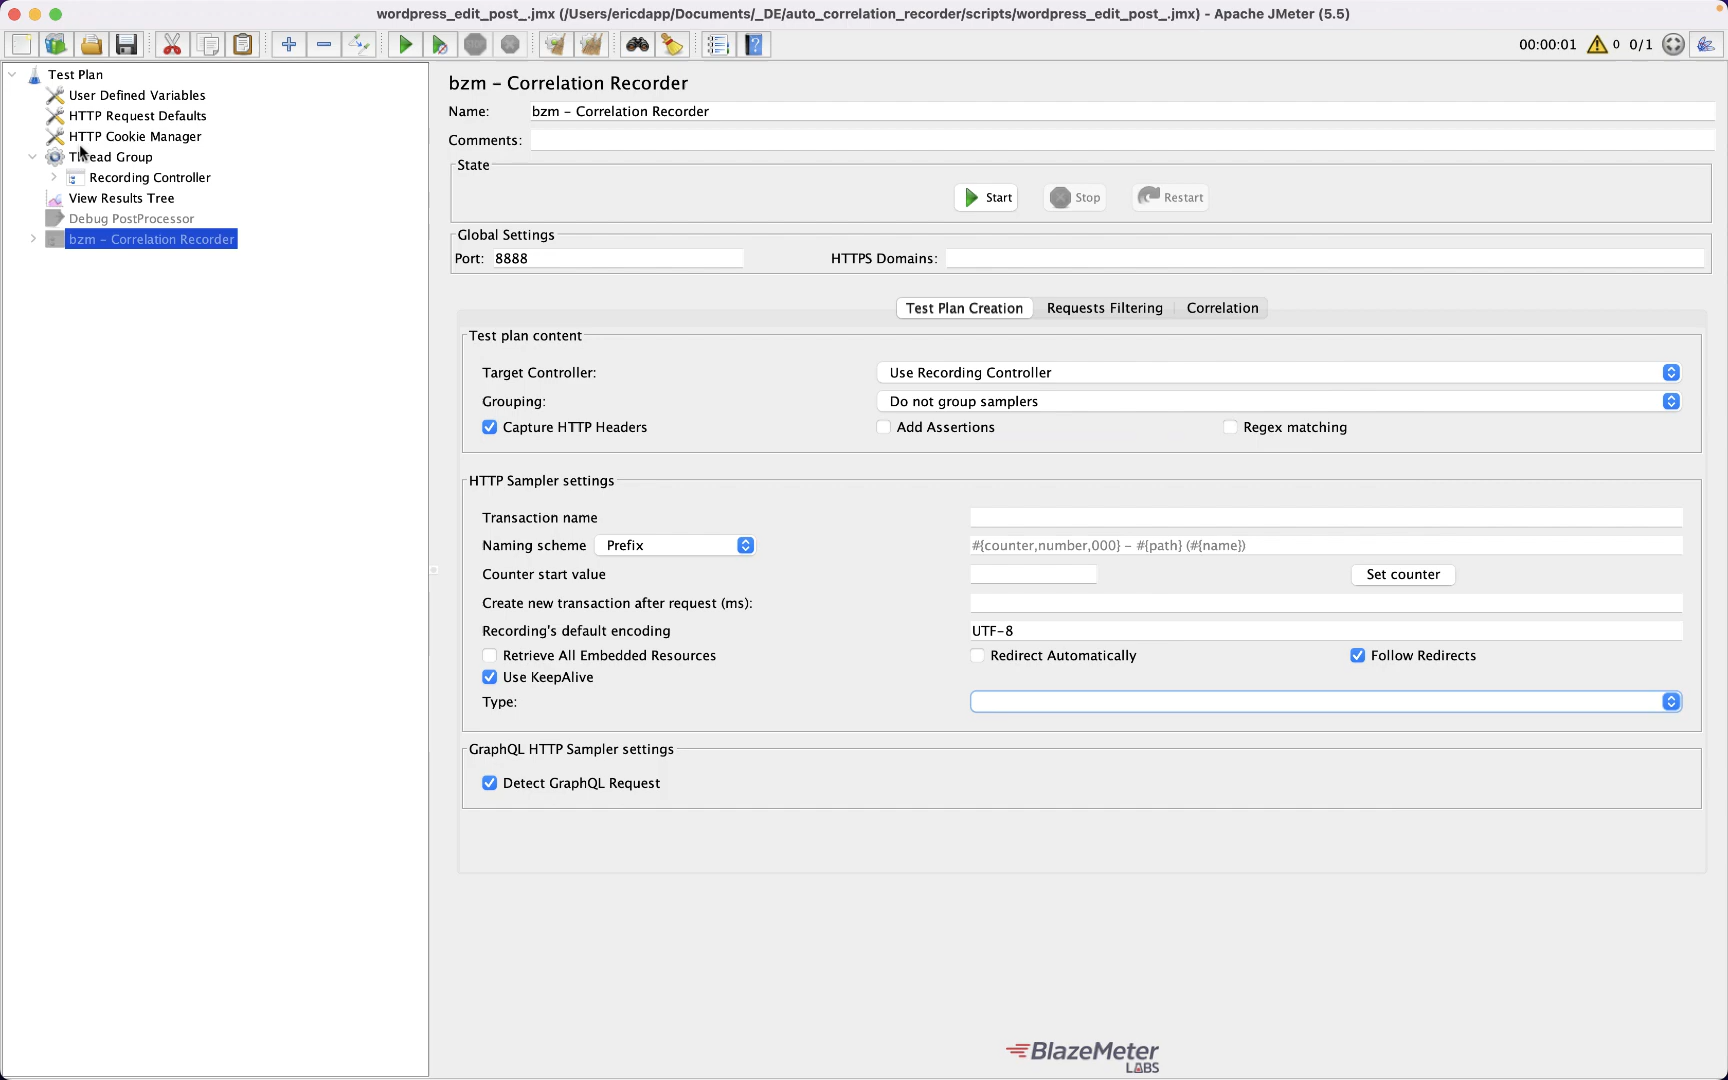 wordpress_edit_post_.jmx (/Users/ericdapp/Documents/_DE/auto_correlation_recorder/scripts/wordpress_edit_post_.jmx) - Apache JMeter (5.5)
00:00:01 0 0/1
Test Plan
User Defined Variables
HTTP Request Defaults
HTTP Cookie Manager
Thread Group
Recording Controller
View Results Tree
Debug PostProcessor
bzm - Correlation Recorder
bzm - Correlation Recorder
Name: bzm - Correlation Recorder
Comments:
State
Start Stop Restart
Global Settings
Port: 8888 HTTPS Domains:
Test Plan Creation Requests Filtering Correlation
Test plan content
Target Controller: Use Recording Controller
Grouping: Do not group samplers
Capture HTTP Headers Add Assertions Regex matching
HTTP Sampler settings
Transaction name
Naming scheme Prefix #{counter,number,000} - #{path} (#{name})
Counter start value Set counter
Create new transaction after request (ms):
Recording's default encoding UTF-8
Retrieve All Embedded Resources Redirect Automatically Follow Redirects
Use KeepAlive
Type:
GraphQL HTTP Sampler settings
Detect GraphQL Request
BlazeMeter
LABS